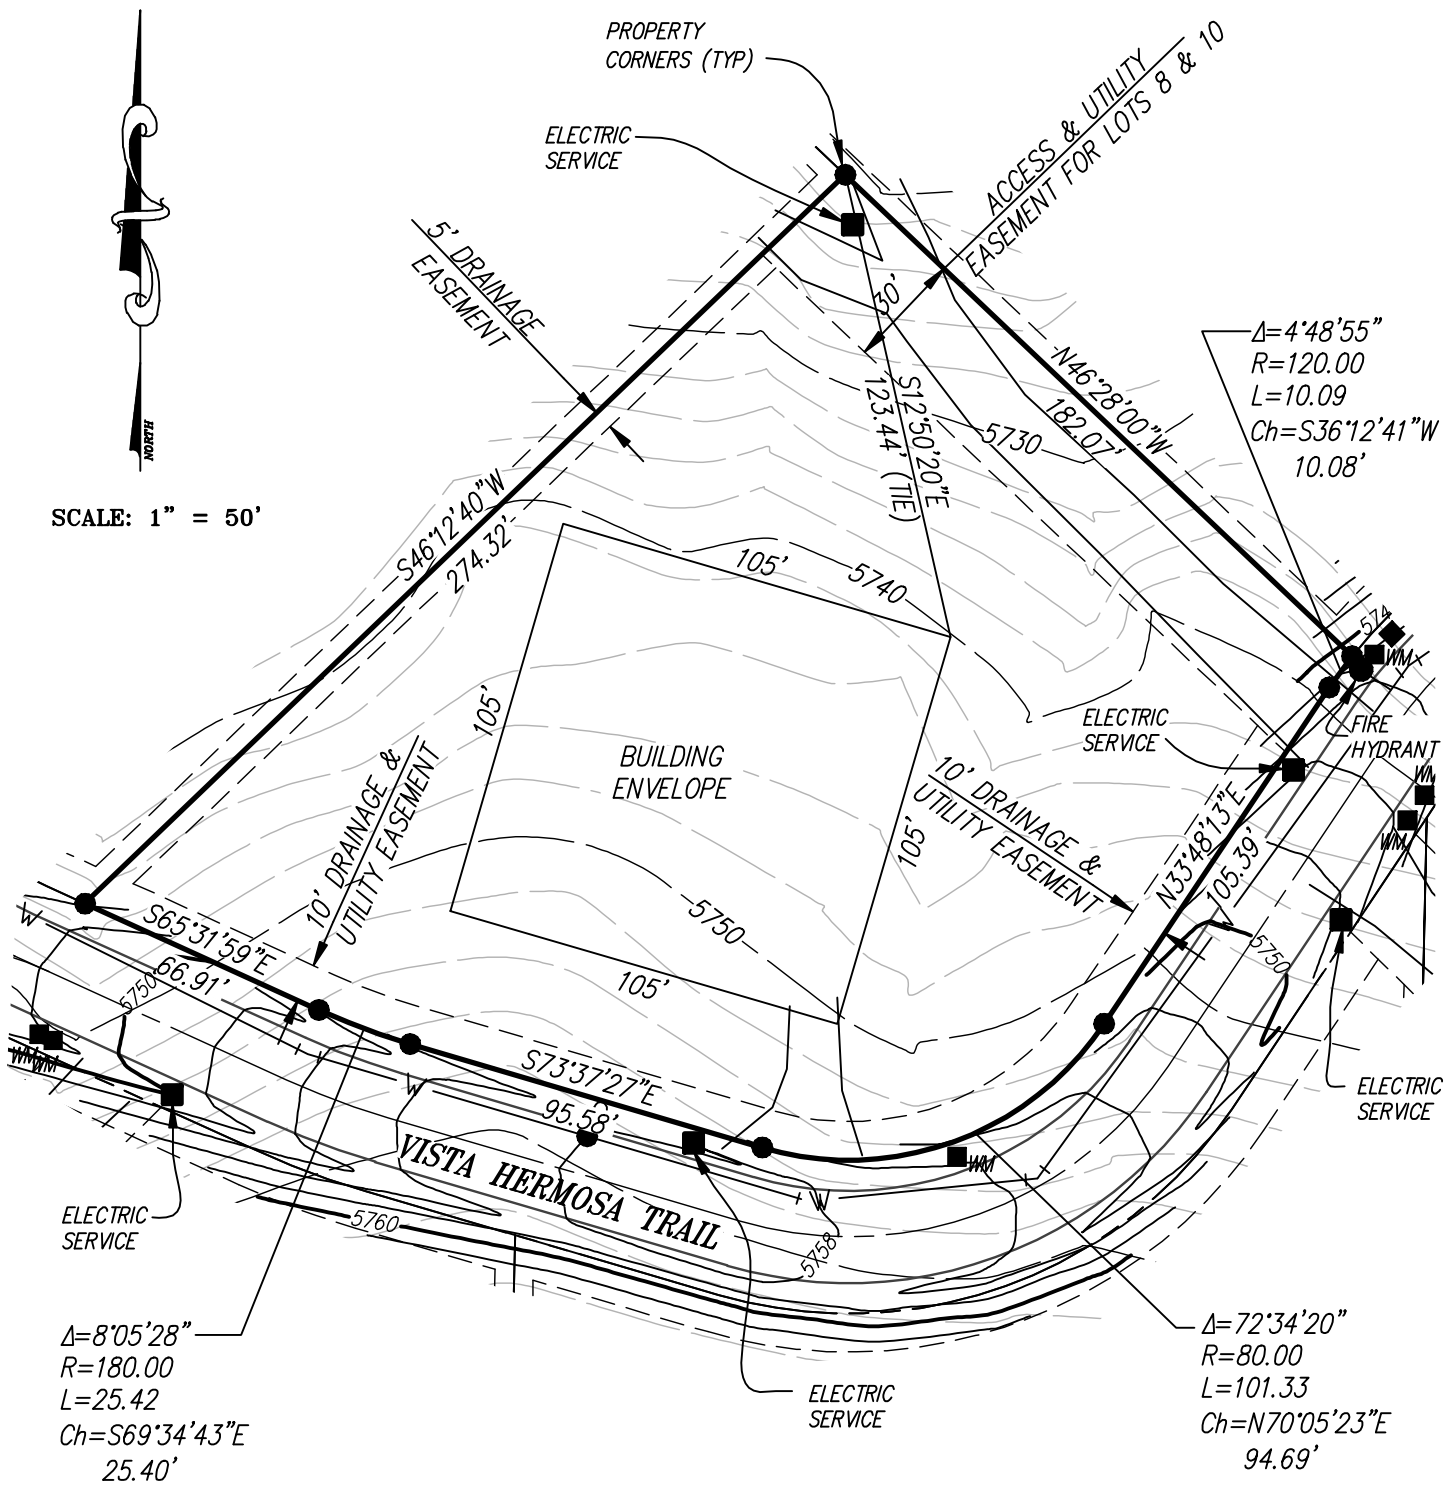 PROPERTY
CORNERS (TYP)
ELECTRIC
SERVICE
ACCESS & UTILITY
EASEMENT FOR LOTS 8 & 10
5' DRAINAGE
EASEMENT
30'
NORTH
SCALE: 1" = 50'
Δ=4°48'55"
R=120.00
L=10.09
Ch=S36°12'41"W
10.08'
N46°28'00"W
182.07'
S12°50'20"E
123.44' (TIE)
5730
S46°12'40"W
274.32'
105'
5740
574
WM
105'
BUILDING
ENVELOPE
ELECTRIC
SERVICE
FIRE
HYDRANT
WM
WM
10' DRAINAGE &
UTILITY EASEMENT
10' DRAINAGE &
UTILITY EASEMENT
105'
N33°48'13"E
105.39'
5750
W
S65°31'59"E
66.91'
5750
105'
W
5750
WM
WM
S73°37'27"E
95.58'
W
VISTA HERMOSA TRAIL
WM
W
5758
5760
ELECTRIC
SERVICE
ELECTRIC
SERVICE
Δ=8°05'28"
R=180.00
L=25.42
Ch=S69°34'43"E
25.40'
ELECTRIC
SERVICE
Δ=72°34'20"
R=80.00
L=101.33
Ch=N70°05'23"E
94.69'